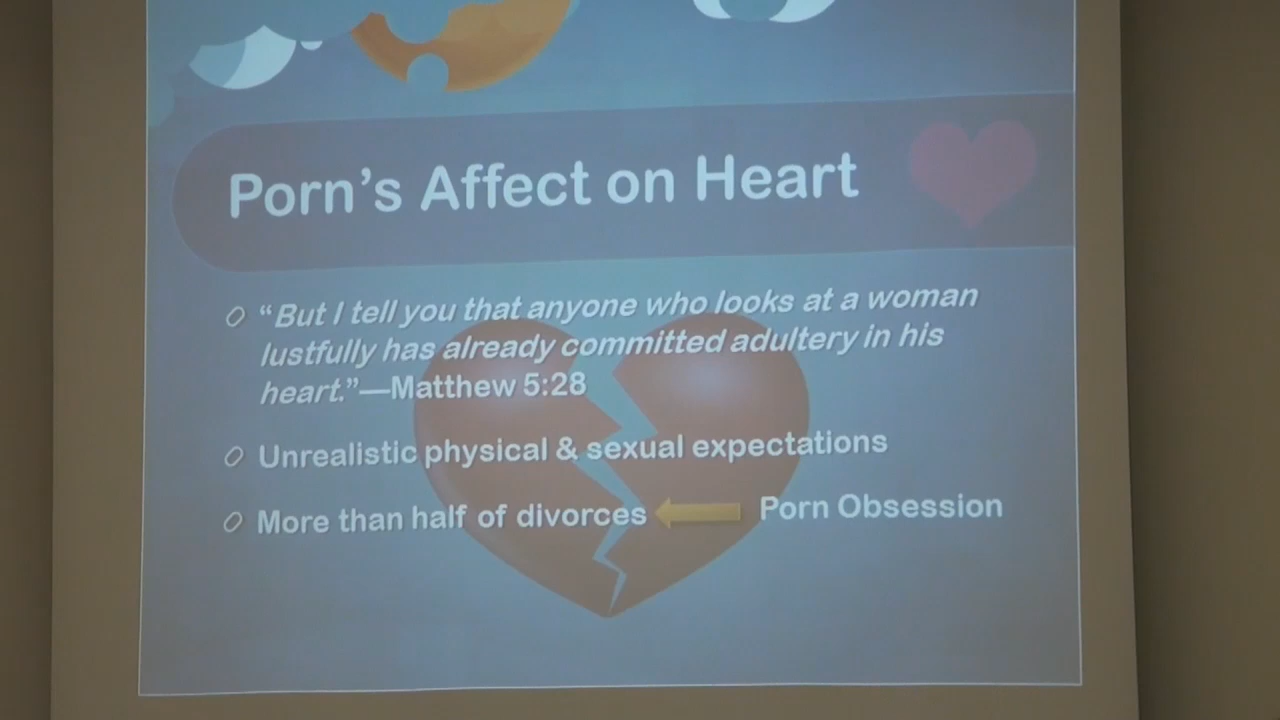 Porn's Affect on Heart
“But I tell you that anyone who looks at a woman
lustfully has already committed adultery in his
heart.”—Matthew 5:28
Unrealistic physical & sexual expectations
More than half of divorces Porn Obsession